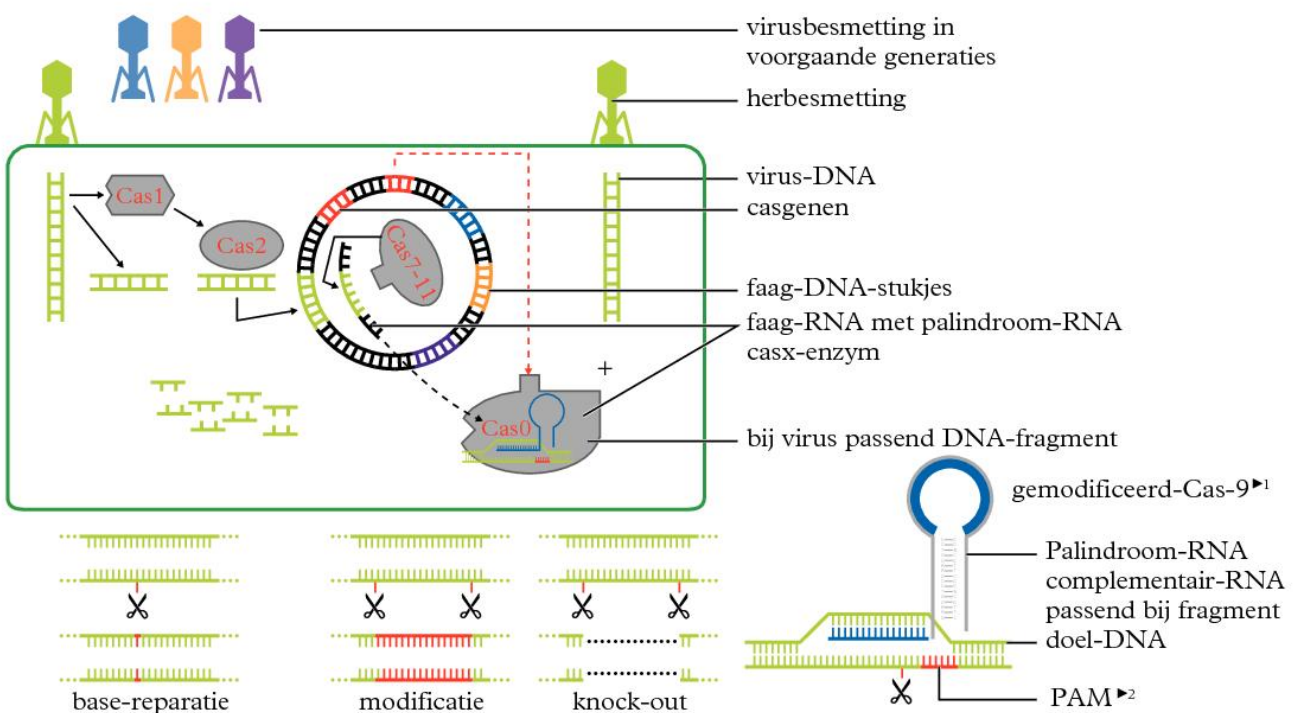 virusbesmetting in
voorgaande generaties
herbesmetting
virus-DNA
casgenen
Cas1
Cas2
Cas7-11
faag-DNA-stukjes
faag-RNA met palindroom-RNA
casx-enzym
+
Cas0
bij virus passend DNA-fragment
gemodificeerd-Cas-9►1
Palindroom-RNA
complementair-RNA
passend bij fragment
doel-DNA
PAM►2
base-reparatie
modificatie
knock-out